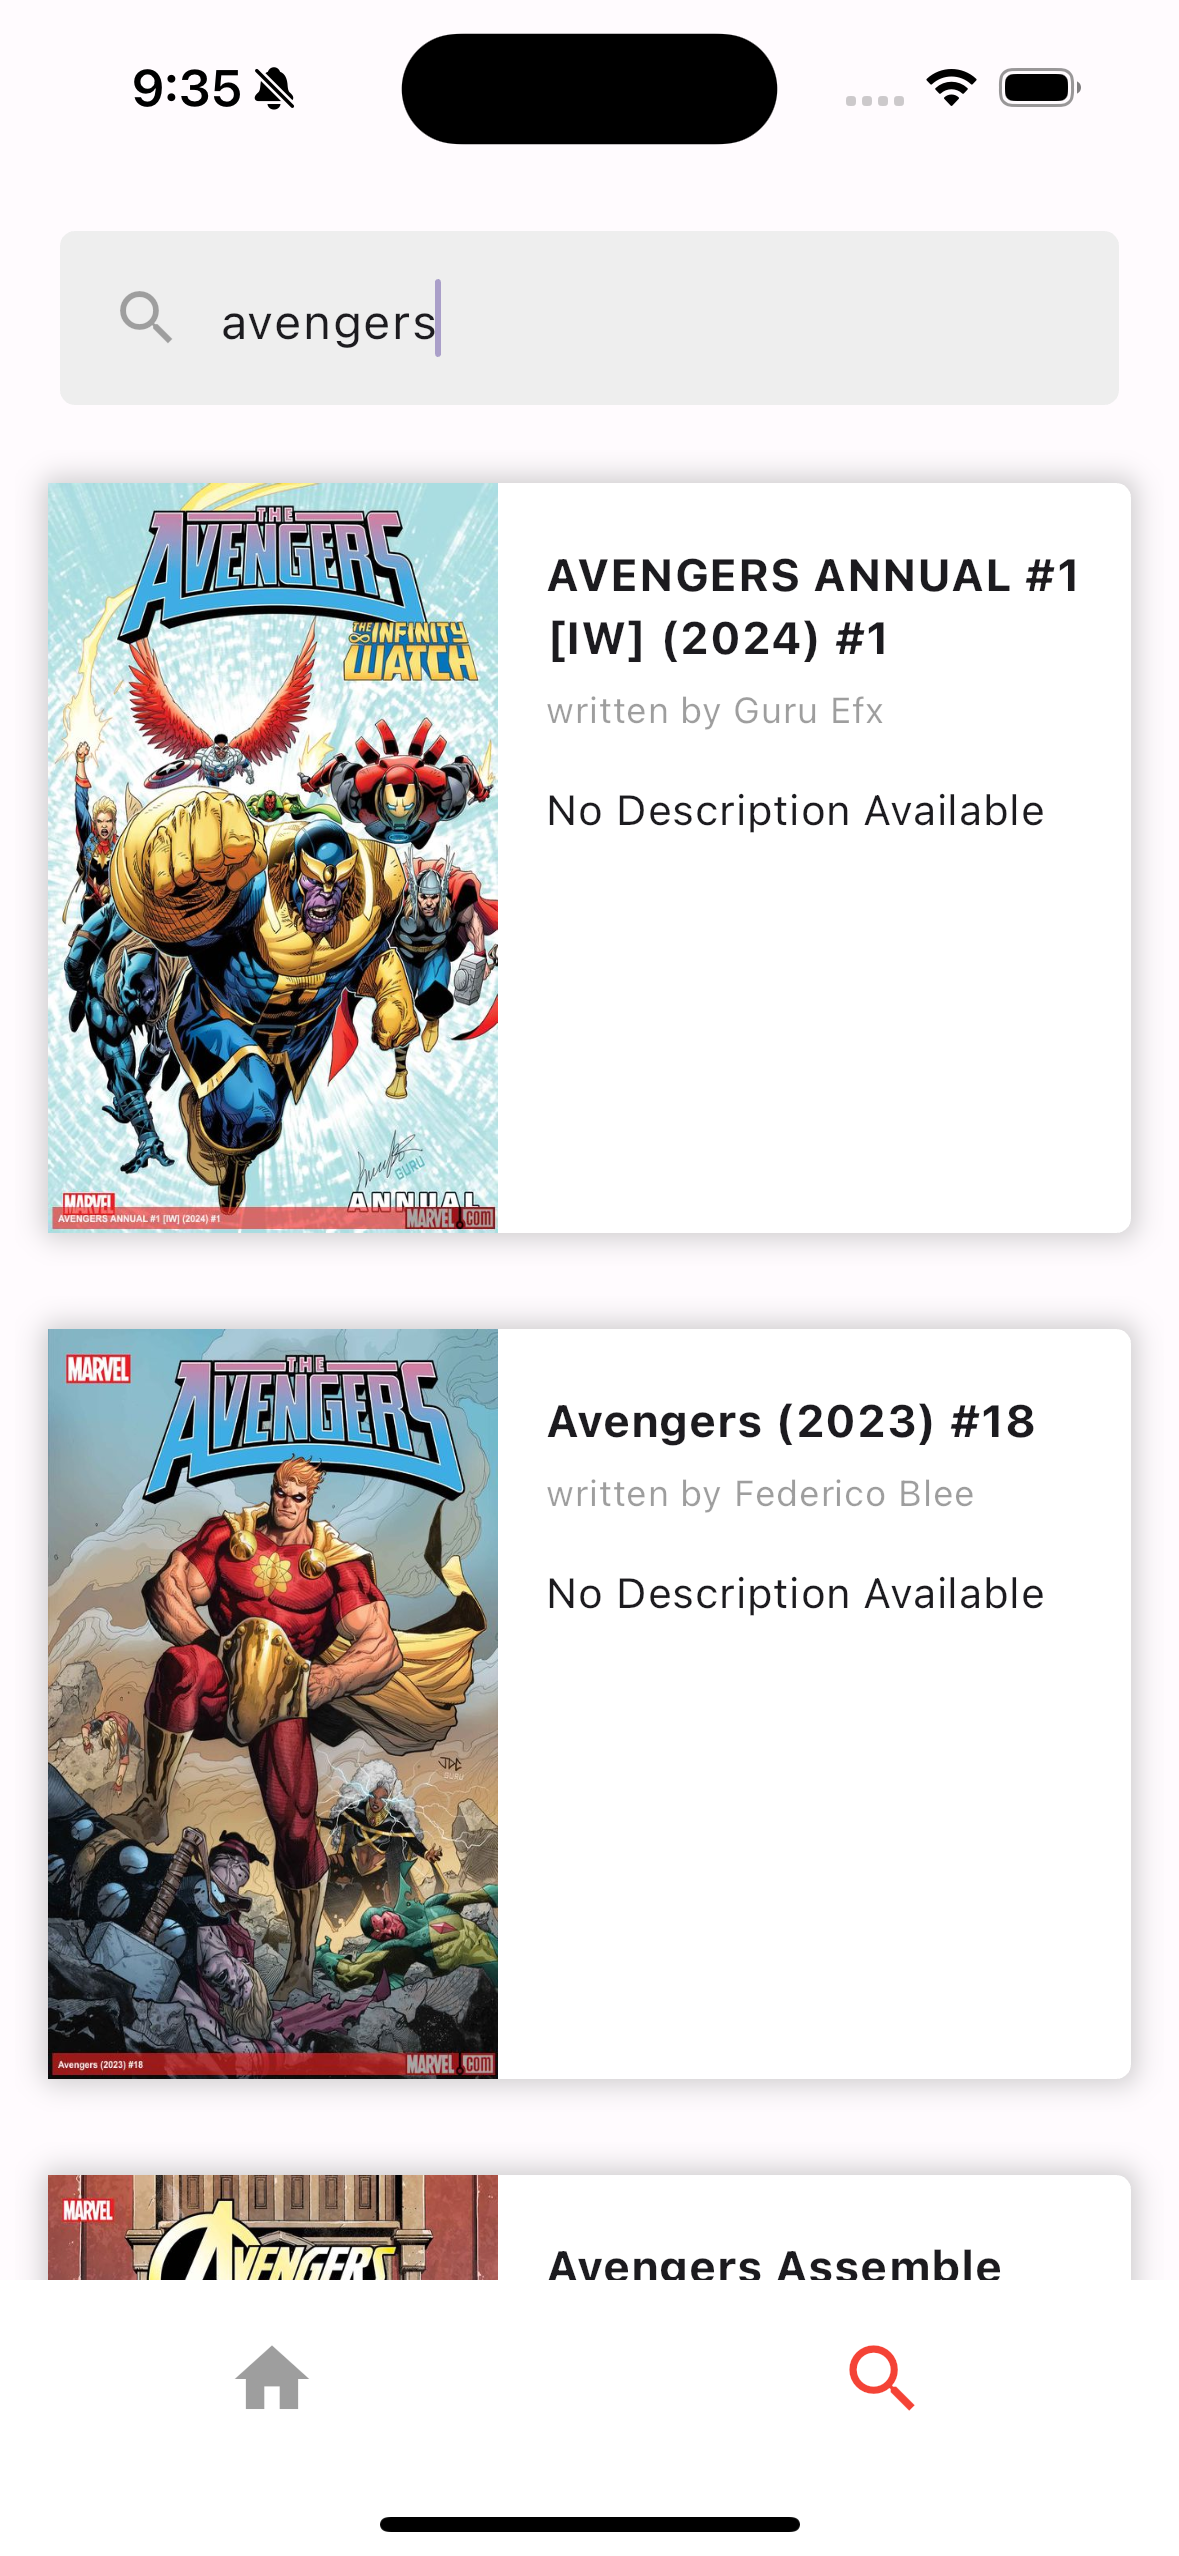 9:35
avengers
THE
AVENGERS
THE INFINITY
WATCH
GURU
ANNUAL
MARVEL
AVENGERS ANNUAL #1 [IW] (2024) #1
MARVEL.com
AVENGERS ANNUAL #1
[IW] (2024) #1
written by Guru Efx
No Description Available
MARVEL
THE
AVENGERS
JDC
GURU
Avengers (2023) #18
MARVEL.com
Avengers (2023) #18
written by Federico Blee
No Description Available
MARVEL
AVENGERS
Avengers Assemble